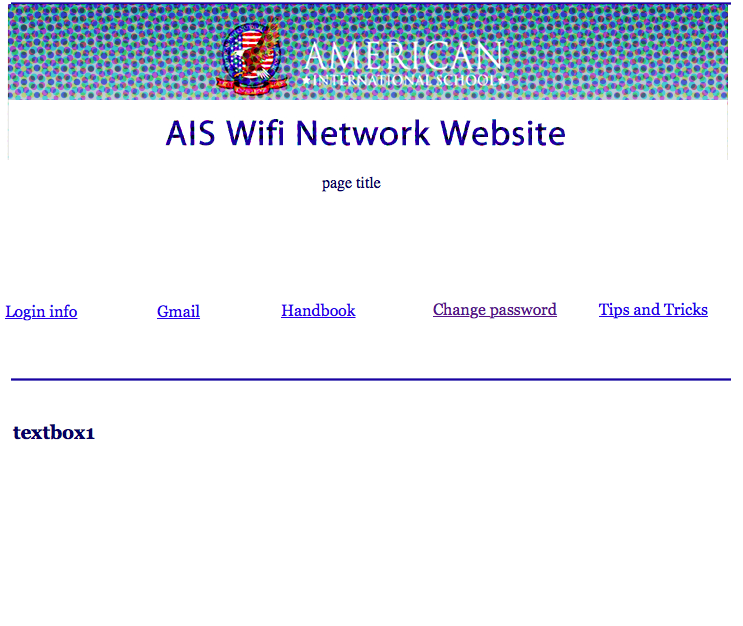 AMERICAN
★INTERNATIONAL SCHOOL★
AIS Wifi Network Website
page title
Login info Gmail Handbook Change password Tips and Tricks
textbox1